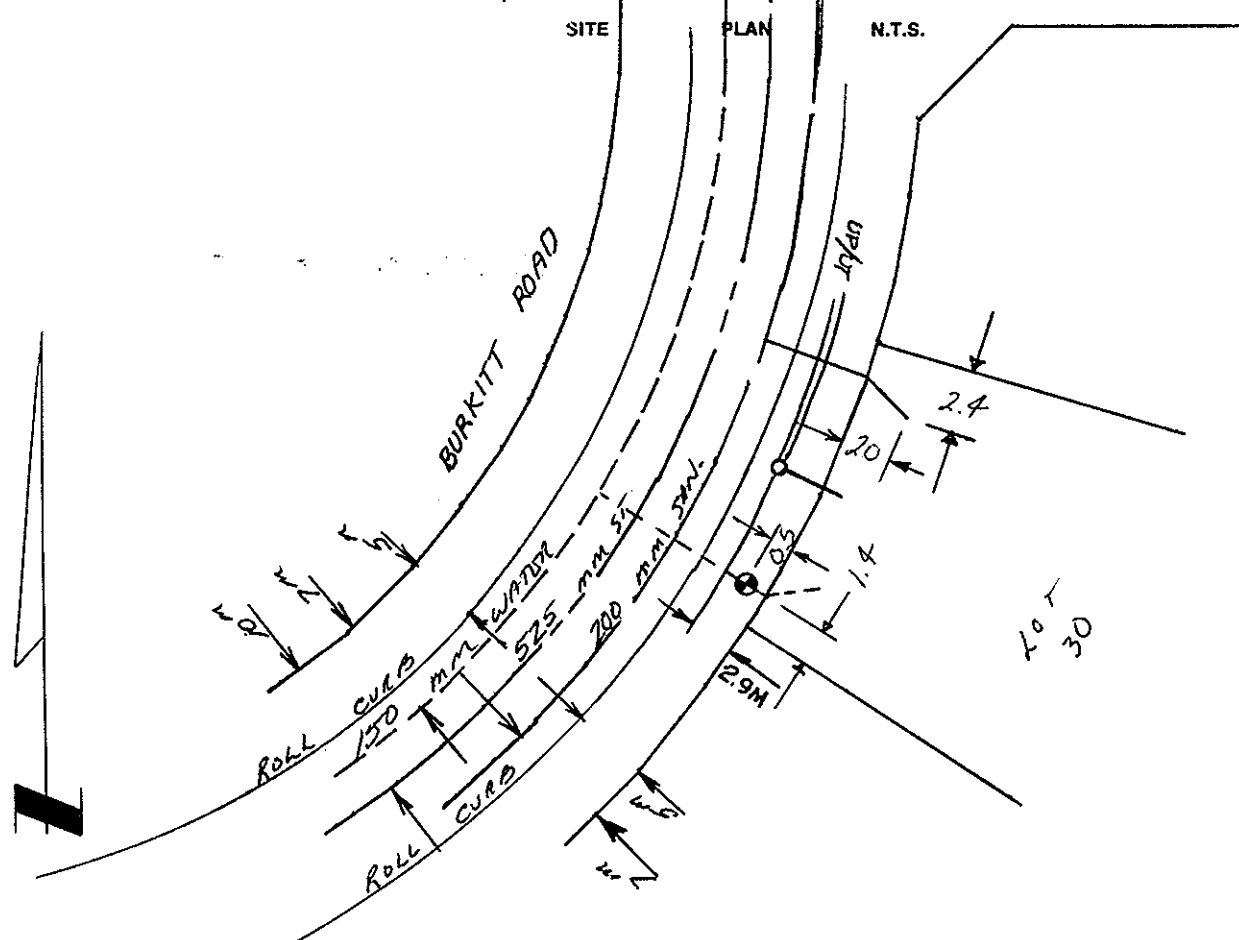 SITE PLAN N.T.S.
BURKITT ROAD
2.4
20
0.5
1.4
LOT
30
2.9M
ROLL CURB
150 mm WATER
525 mm ST.
200 mm SAN.
ROLL CURB